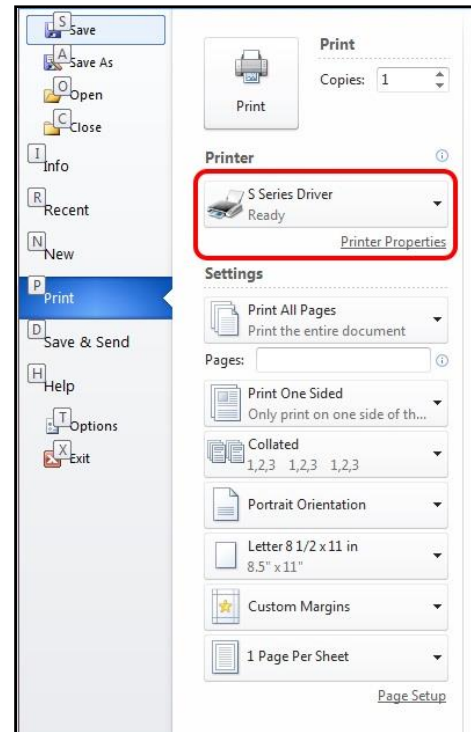 S
Save
A
Save As
O
Open
C
Close
I
Info
R
Recent
N
New
P
Print
D
Save & Send
H
Help
T
Options
X
Exit
Print
Copies: 1
Print
Printer
S Series Driver
Ready
Printer Properties
Settings
Print All Pages
Print the entire document
Pages:
Print One Sided
Only print on one side of th...
Collated
1,2,3 1,2,3 1,2,3
Portrait Orientation
Letter 8 1/2 x 11 in
8.5" x 11"
Custom Margins
1 Page Per Sheet
Page Setup